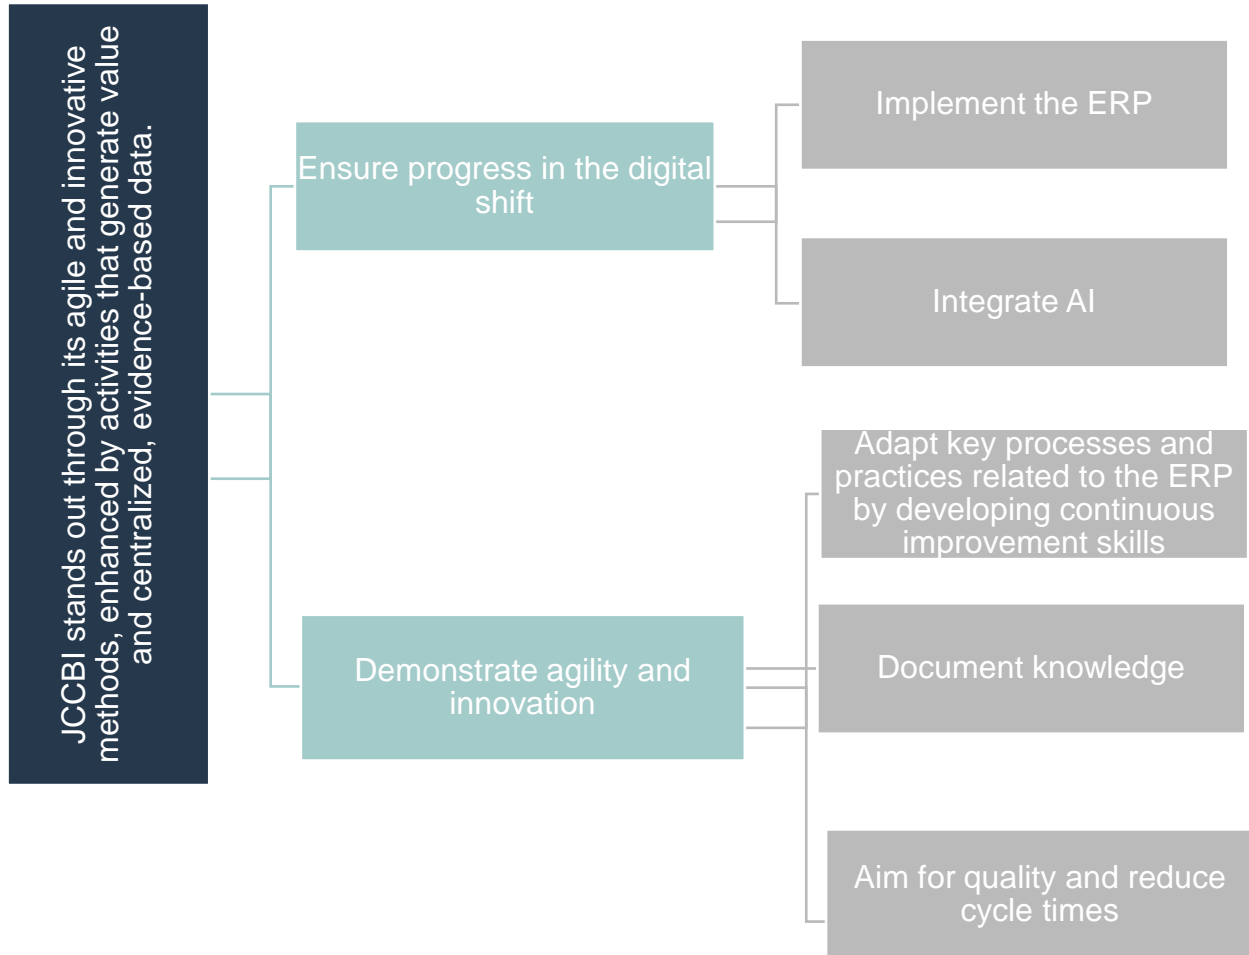 JCCBI stands out through its agile and innovative
methods, enhanced by activities that generate value
and centralized, evidence-based data.
Ensure progress in the digital
shift
Implement the ERP
Integrate AI
Demonstrate agility and
innovation
Adapt key processes and
practices related to the ERP
by developing continuous
improvement skills
Document knowledge
Aim for quality and reduce
cycle times